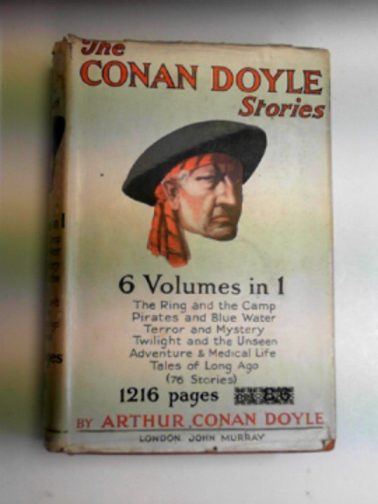 The
CONAN DOYLE
Stories
6 Volumes in 1
The Ring and the Camp
Pirates and Blue Water
Terror and Mystery
Twilight and the Unseen
Adventure & Medical Life
Tales of Long Ago
(76 Stories)
1216 pages
BY ARTHUR CONAN DOYLE
LONDON JOHN MURRAY